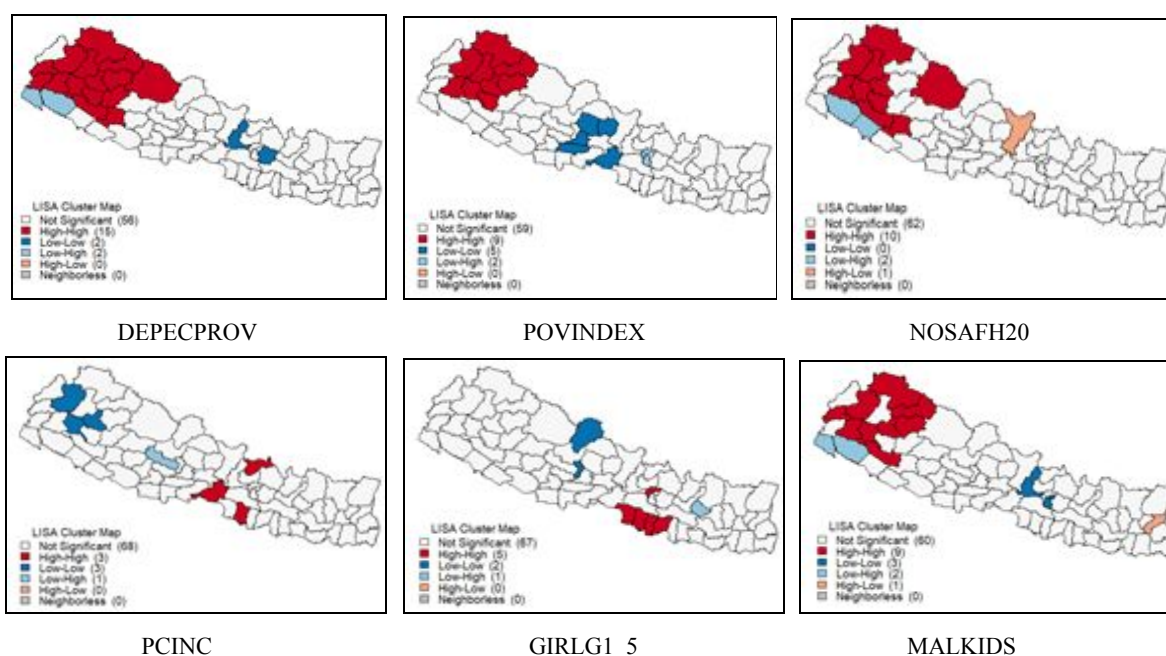 LISA Cluster Map
Not Significant (56)
High-High (15)
Low-Low (2)
Low-High (2)
High-Low (0)
Neighborless (0)
LISA Cluster Map
Not Significant (59)
High-High (9)
Low-Low (5)
Low-High (2)
High-Low (0)
Neighborless (0)
LISA Cluster Map
Not Significant (62)
High-High (10)
Low-Low (0)
Low-High (2)
High-Low (1)
Neighborless (0)
DEPECPROV POVINDEX NOSAFH20
LISA Cluster Map
Not Significant (68)
High-High (3)
Low-Low (3)
Low-High (1)
High-Low (0)
Neighborless (0)
LISA Cluster Map
Not Significant (67)
High-High (5)
Low-Low (2)
Low-High (1)
High-Low (0)
Neighborless (0)
LISA Cluster Map
Not Significant (60)
High-High (9)
Low-Low (3)
Low-High (2)
High-Low (1)
Neighborless (0)
PCINC GIRLG1_5 MALKIDS